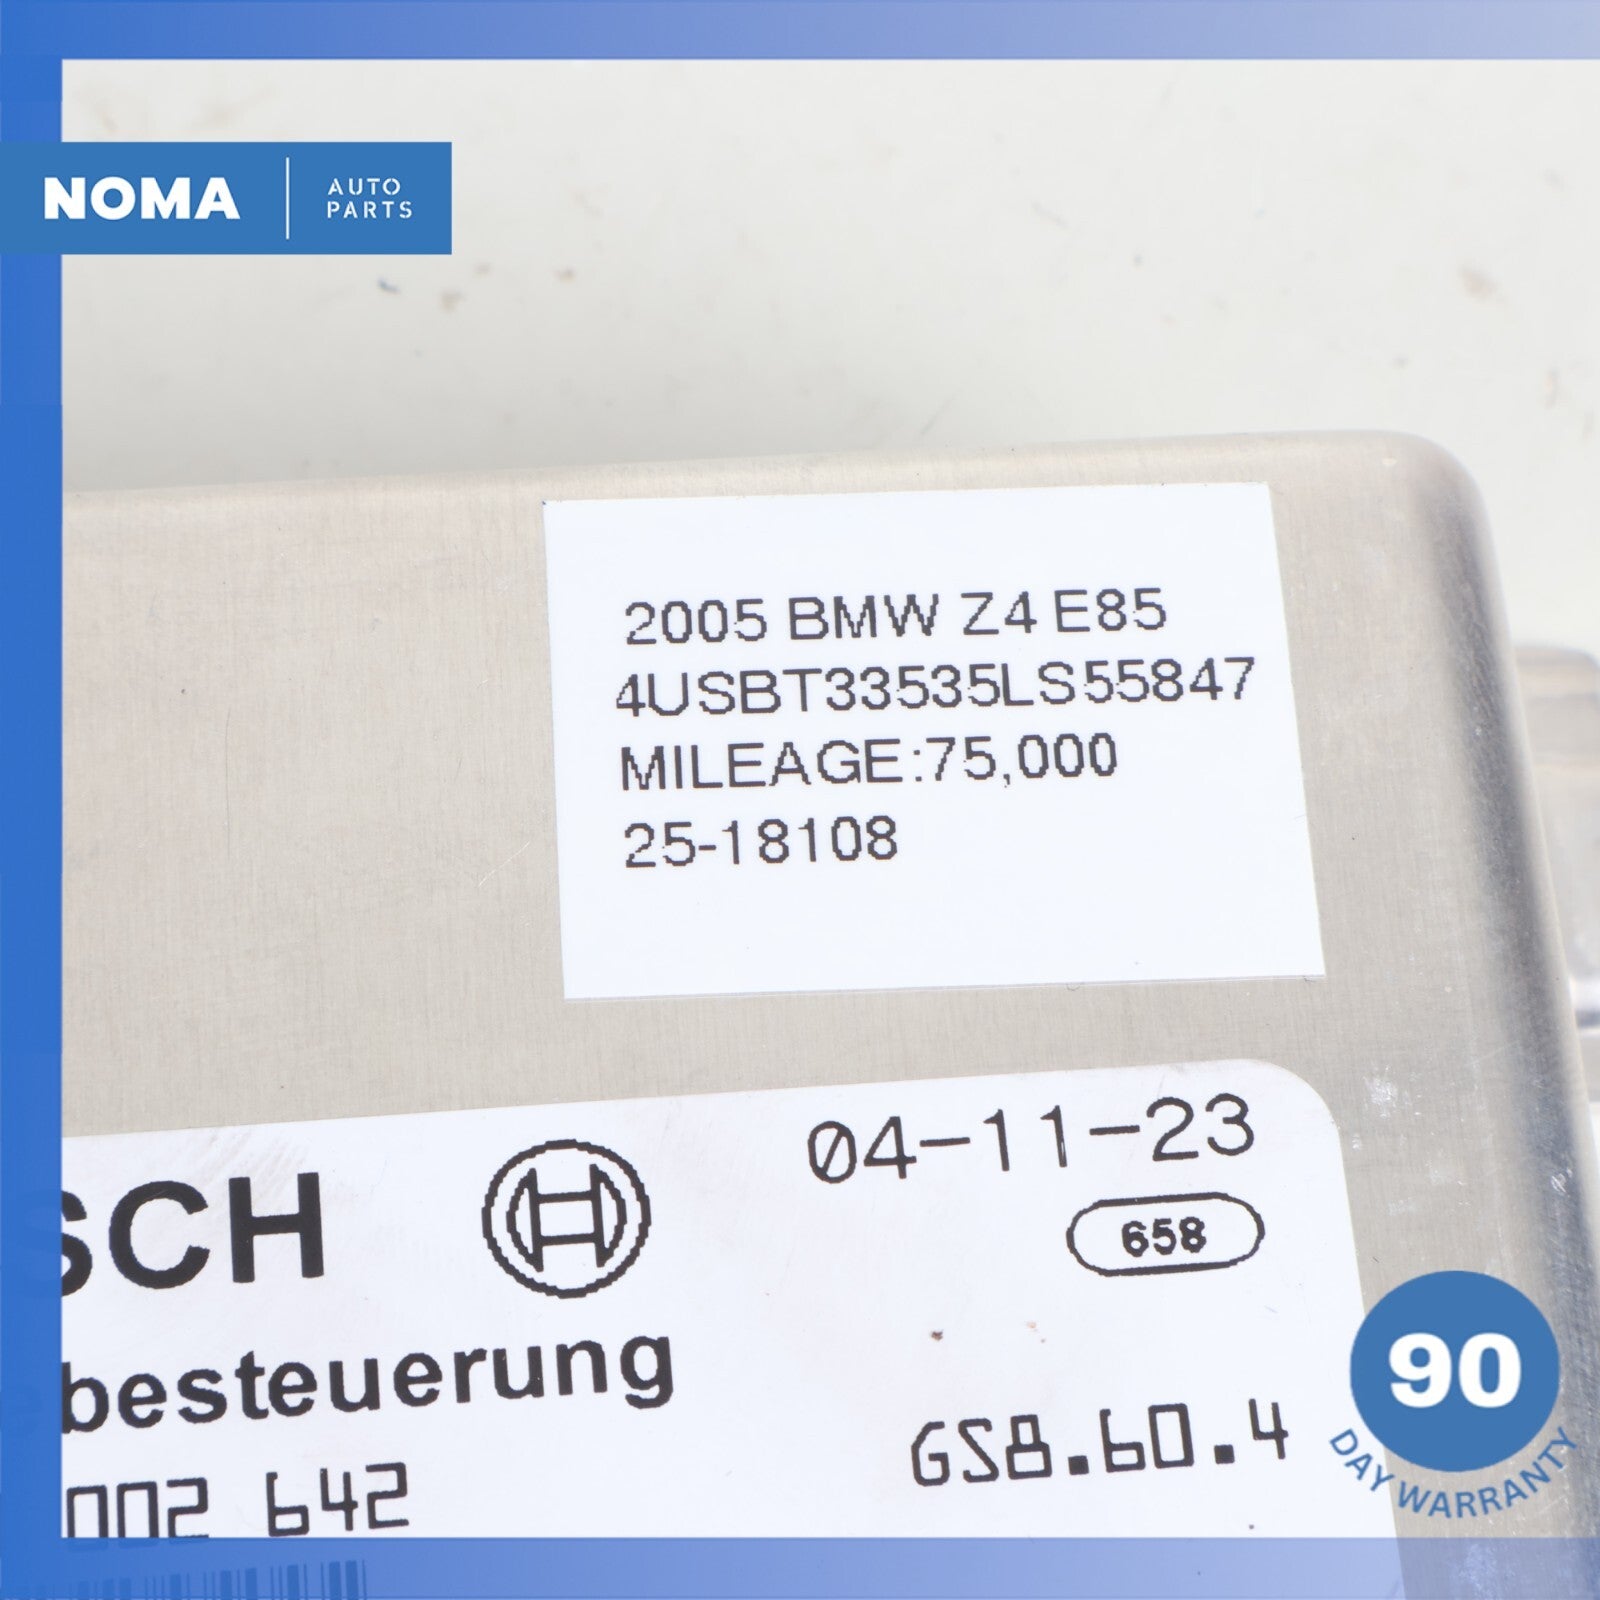 NOMA
AUTO
PARTS
2005 BMW Z4 E85
4USBT33535LS55847
MILEAGE:75,000
25-18108
SCH
04-11-23
658
besteuerung
GS8.60.4
002 642
90
DAY WARRANTY